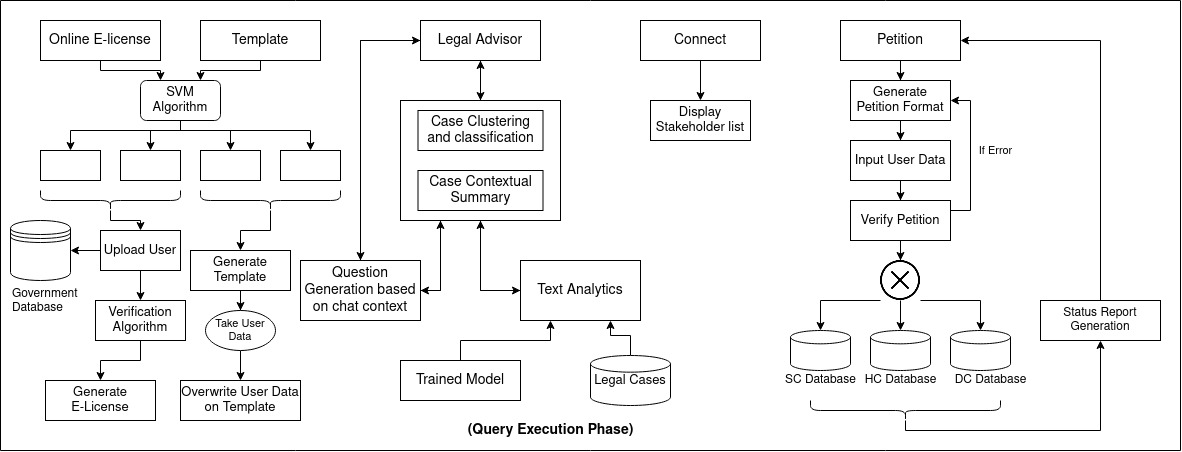 Online E-license
Template
SVM
Algorithm
Upload User
Government
Database
Verification
Algorithm
Generate
E-License
Generate
Template
Take User
Data
Overwrite User Data
on Template
Legal Advisor
Case Clustering
and classification
Case Contextual
Summary
Question
Generation based
on chat context
Text Analytics
Trained Model
Legal Cases
(Query Execution Phase)
Connect
Display
Stakeholder list
Petition
Generate
Petition Format
Input User Data
If Error
Verify Petition
SC Database
HC Database
DC Database
Status Report
Generation